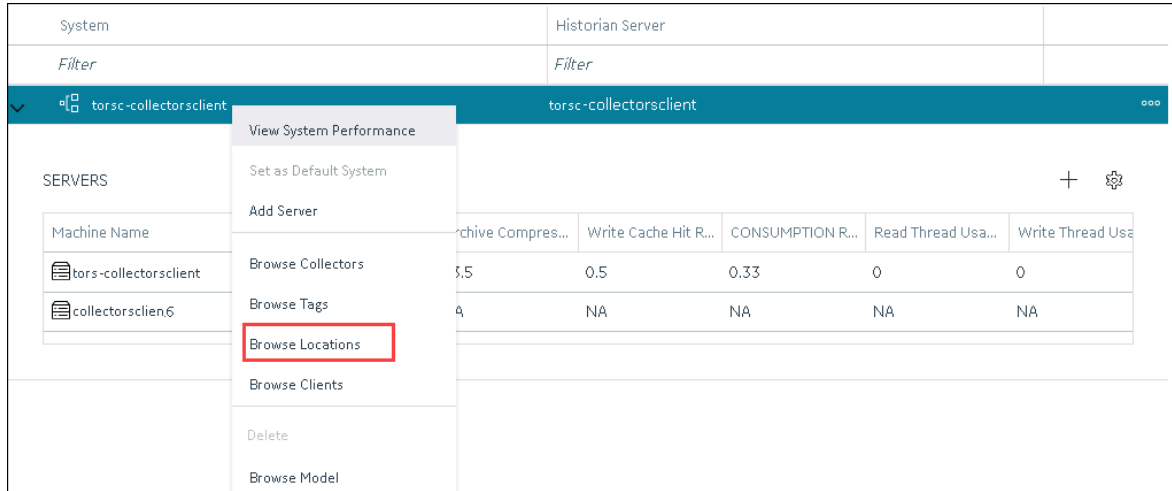 System Historian Server
Filter Filter
torsc-collectorsclient torsc-collectorsclient
View System Performance
Set as Default System
SERVERS
Add Server
Machine Name rchive Compres... Write Cache Hit R... CONSUMPTION R... Read Thread Usa... Write Thread Usa
Browse Collectors
tors-collectorsclient 3.5 0.5 0.33 0 0
Browse Tags
collectorsclien6 A NA NA NA NA
Browse Locations
Browse Clients
Delete
Browse Model